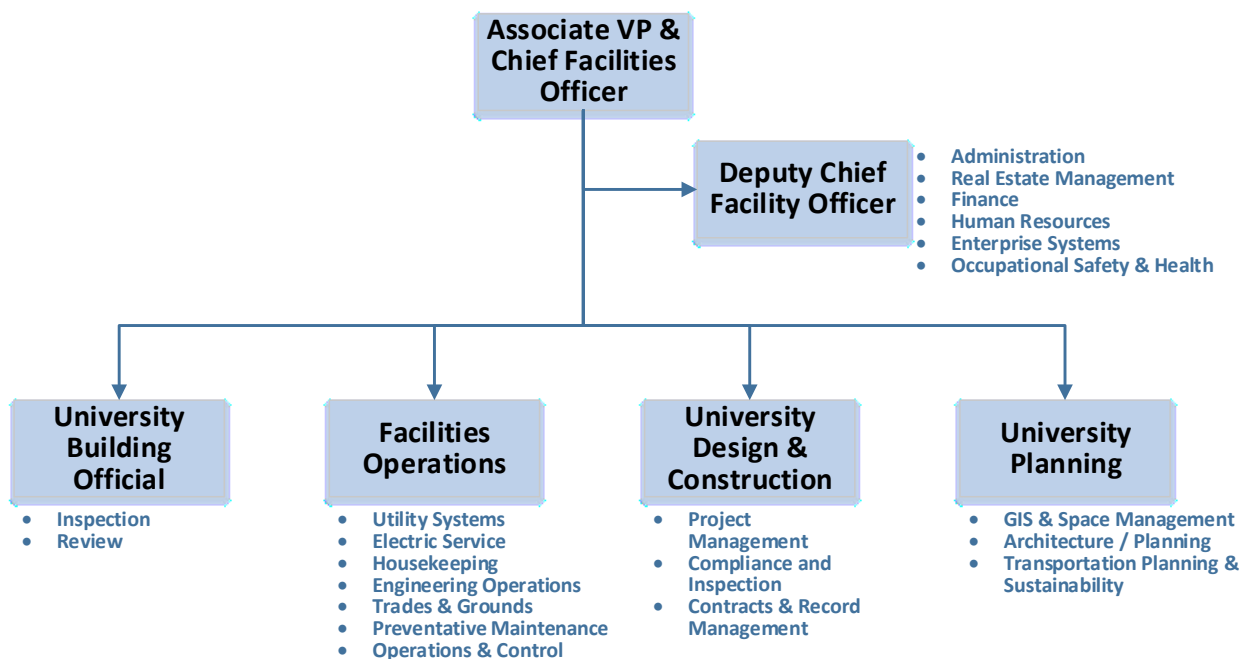 Associate VP &
Chief Facilities
Officer
Deputy Chief
Facility Officer
• Administration
• Real Estate Management
• Finance
• Human Resources
• Enterprise Systems
• Occupational Safety & Health
University
Building
Official
• Inspection
• Review
Facilities
Operations
• Utility Systems
• Electric Service
• Housekeeping
• Engineering Operations
• Trades & Grounds
• Preventative Maintenance
• Operations & Control
University
Design &
Construction
• Project
Management
• Compliance and
Inspection
• Contracts & Record
Management
University
Planning
• GIS & Space Management
• Architecture / Planning
• Transportation Planning &
Sustainability